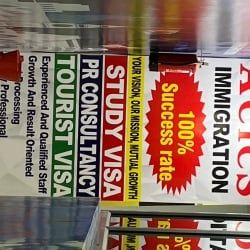 IMMIGRATION
100%
Success rate
YOUR VISION, OUR MISSION, MUTUAL GROWTH
STUDY VISA
PR CONSULTANCY
TOURIST VISA
Experienced And Qualified Staff
Growth And Result Oriented
Processing
Professional